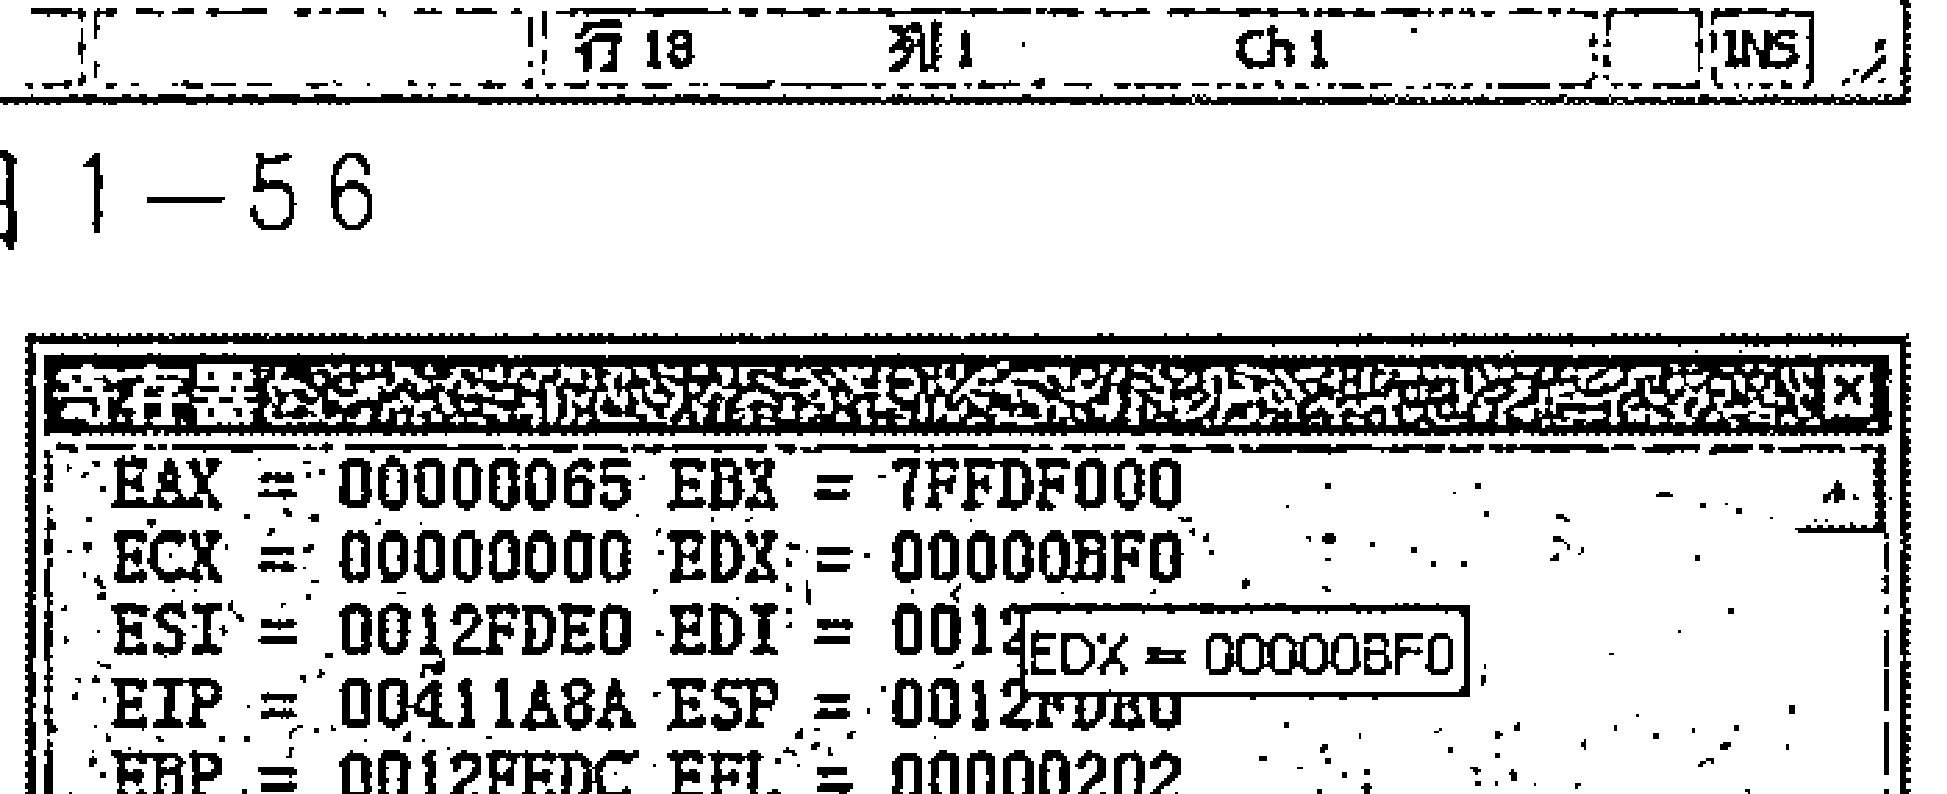 行 18 列 1 Ch 1 INS
1—56
寄存器
EAX = 00000065 EBX = 7FFDF000
ECX = 00000000 EDX = 00000BF0
ESI = 0012FDE0 EDI = 0012
EDX = 00000BF0
EIP = 00411A8A ESP = 0012FDE0
EBP = 0012FEDC EFL = 00000202